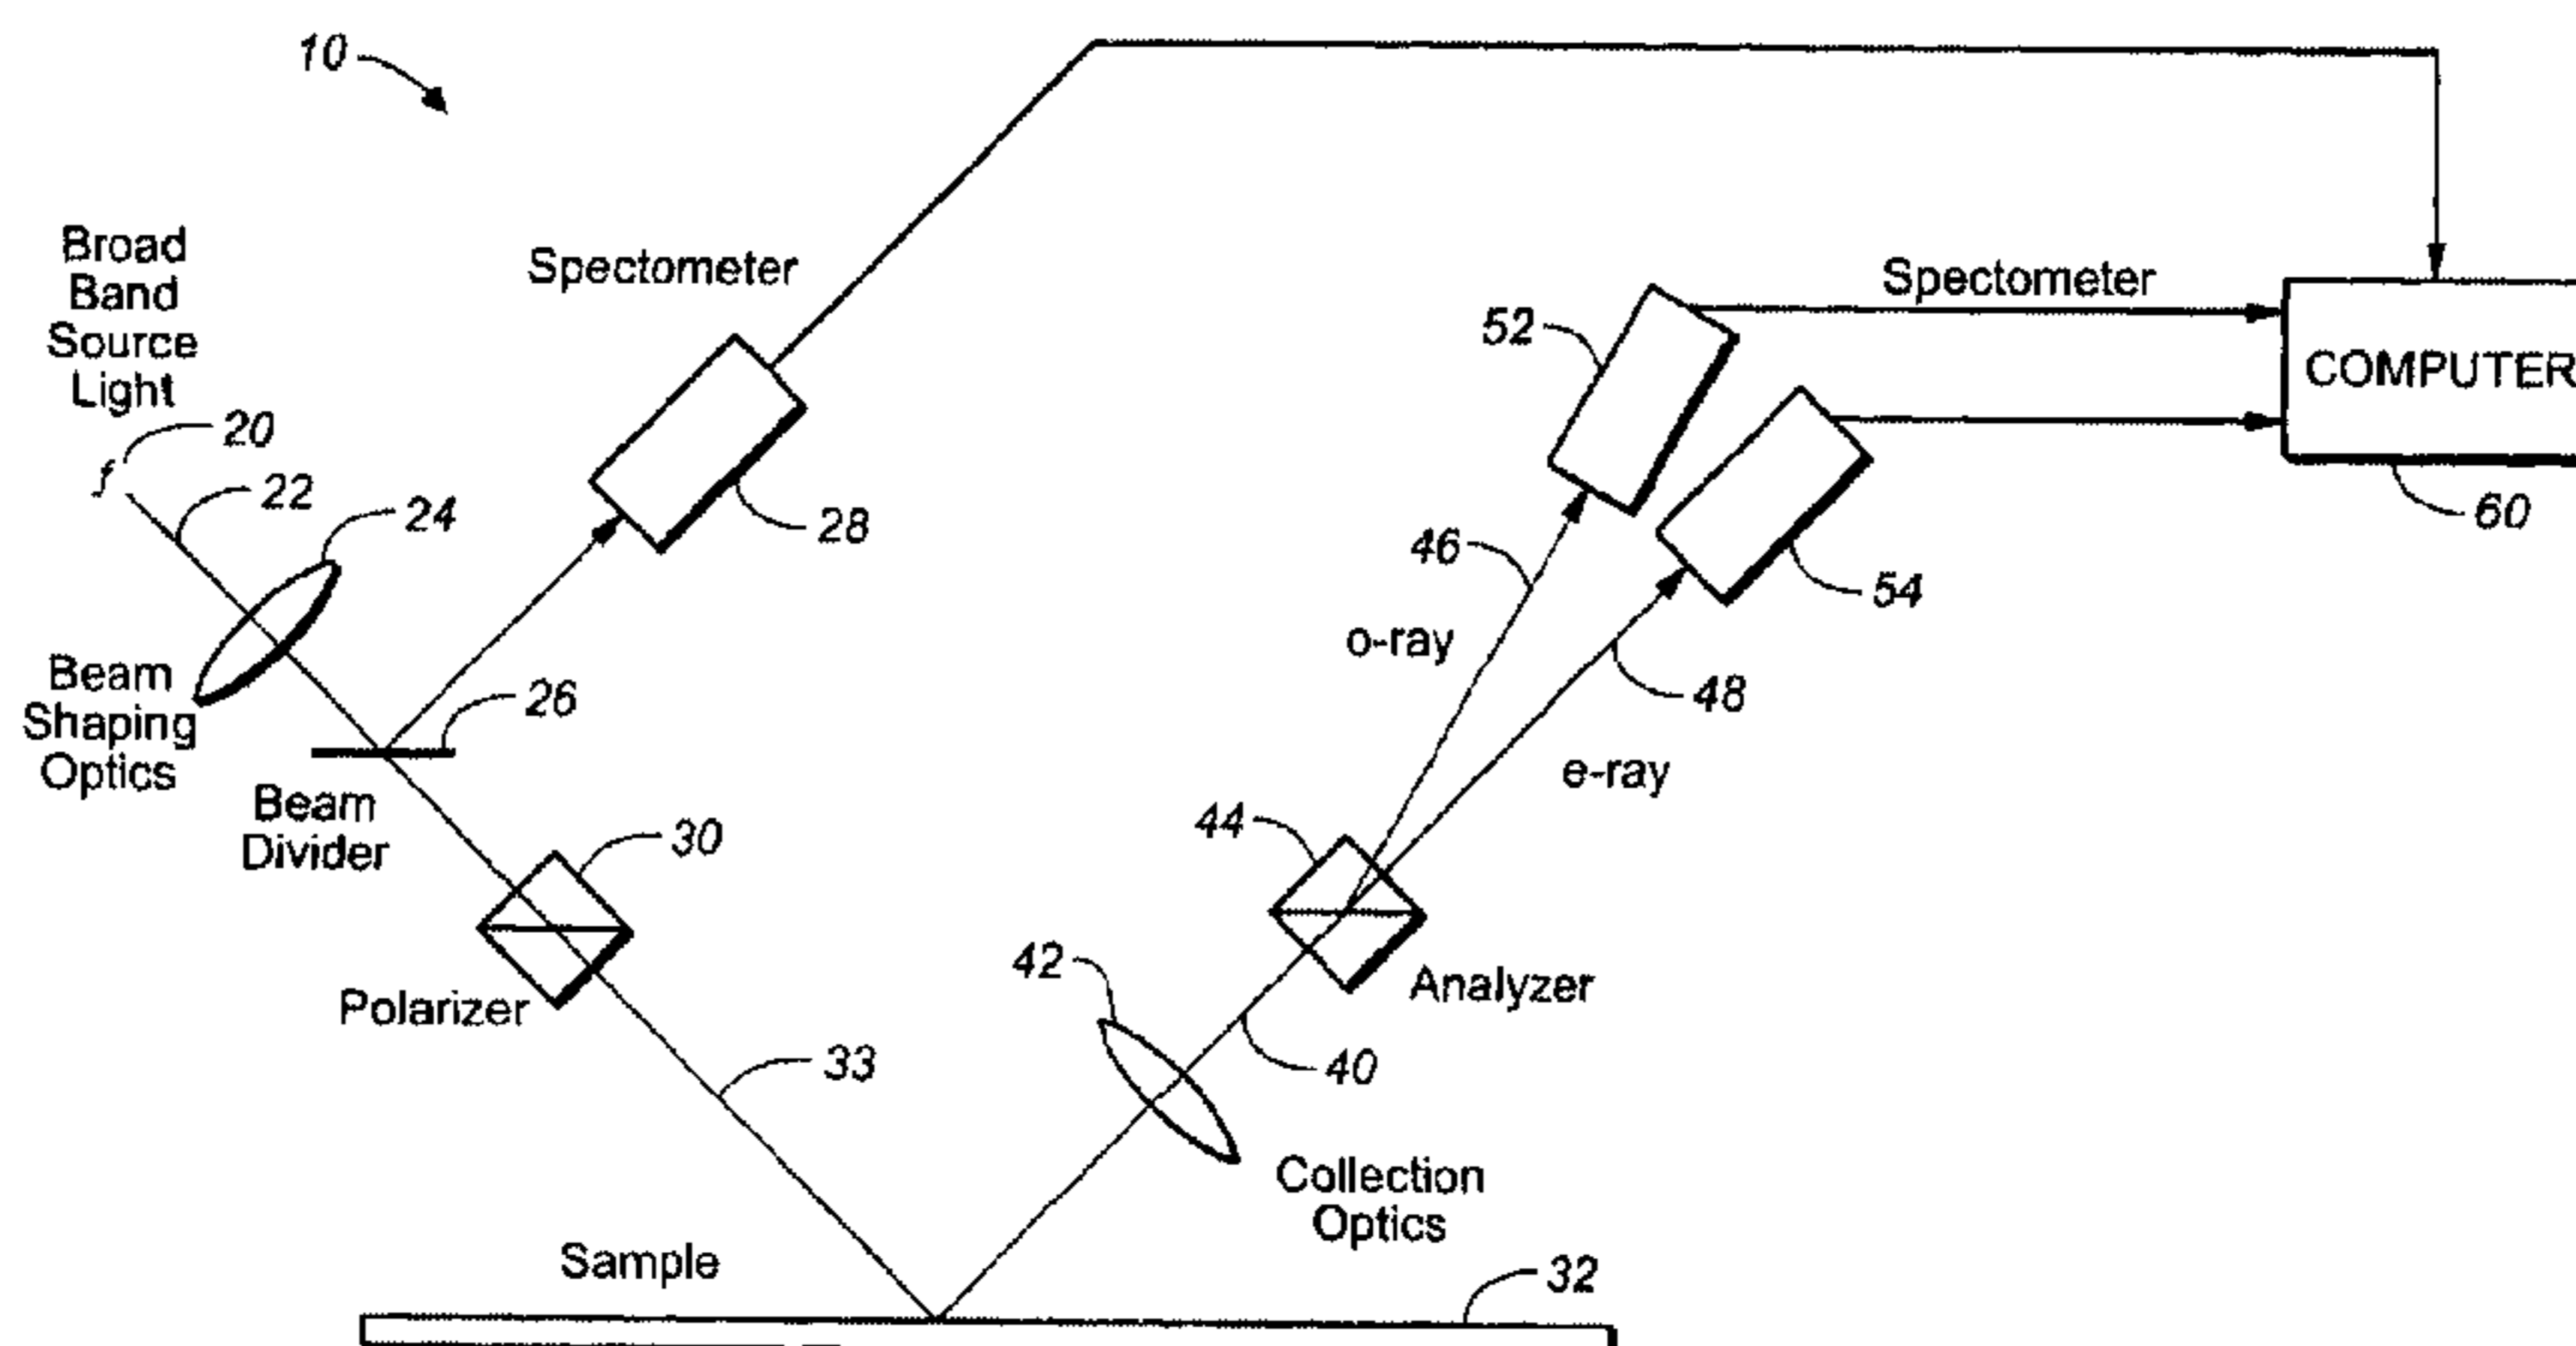 10
Broad
Band
Source
Light
20
22
24
Spectometer
28
Beam
Shaping
Optics
26
Beam
Divider
30
Polarizer
33
Sample
32
42
Collection
Optics
40
44
Analyzer
o-ray
46
e-ray
48
52
54
Spectometer
COMPUTER
60